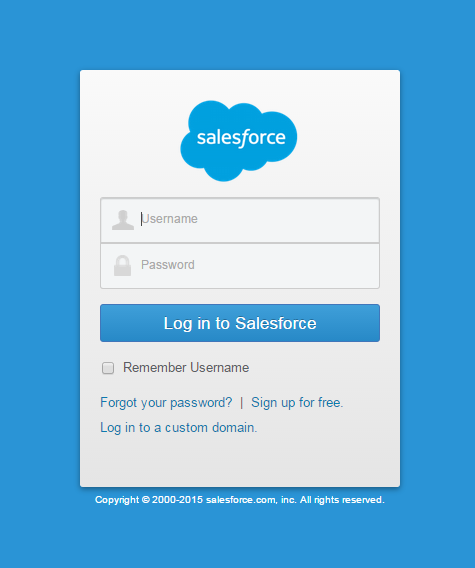 salesforce
Username
Password
Log in to Salesforce
Remember Username
Forgot your password? | Sign up for free.
Log in to a custom domain.
Copyright © 2000-2015 salesforce.com, inc. All rights reserved.